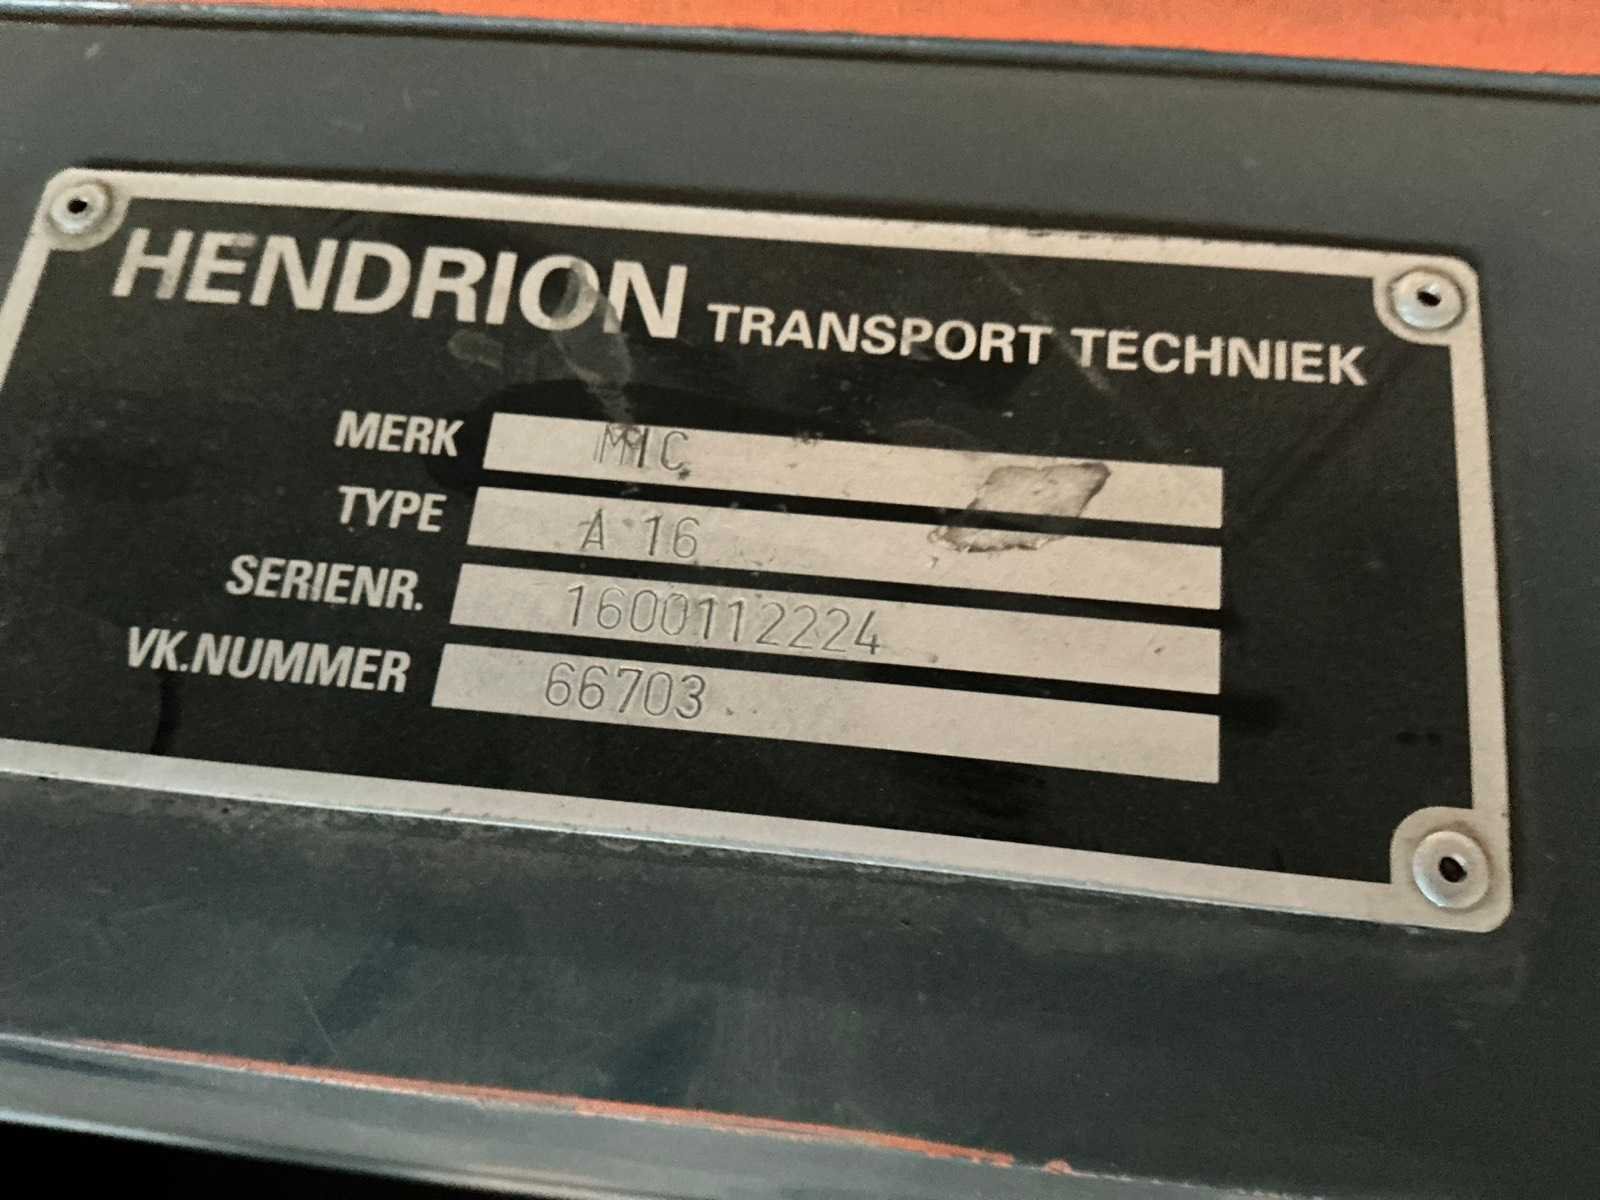 HENDRION TRANSPORT TECHNIEK
MERK MIC
TYPE A 16
SERIENR. 1600112224
VK.NUMMER 66703